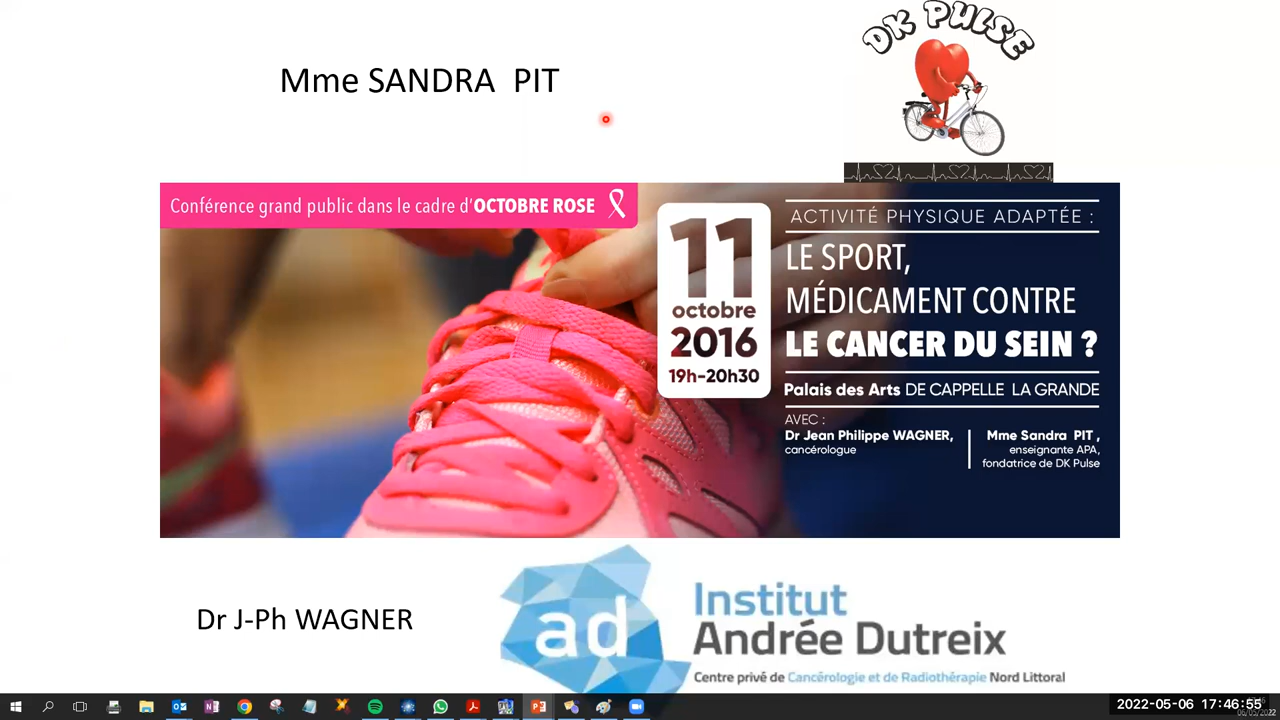 DK PULSE
Mme SANDRA PIT
Conférence grand public dans le cadre d'OCTOBRE ROSE
11
octobre
2016
19h-20h30
ACTIVITÉ PHYSIQUE ADAPTÉE :
LE SPORT,
MÉDICAMENT CONTRE
LE CANCER DU SEIN ?
Palais des Arts DE CAPPELLE LA GRANDE
AVEC :
Dr Jean Philippe WAGNER,
cancérologue
Mme Sandra PIT ,
enseignante APA,
fondatrice de DK Pulse
Dr J-Ph WAGNER
ad
Institut
Andrée Dutreix
Centre privé de Cancérologie et de Radiothérapie Nord Littoral
2022-05-06 17:46:55